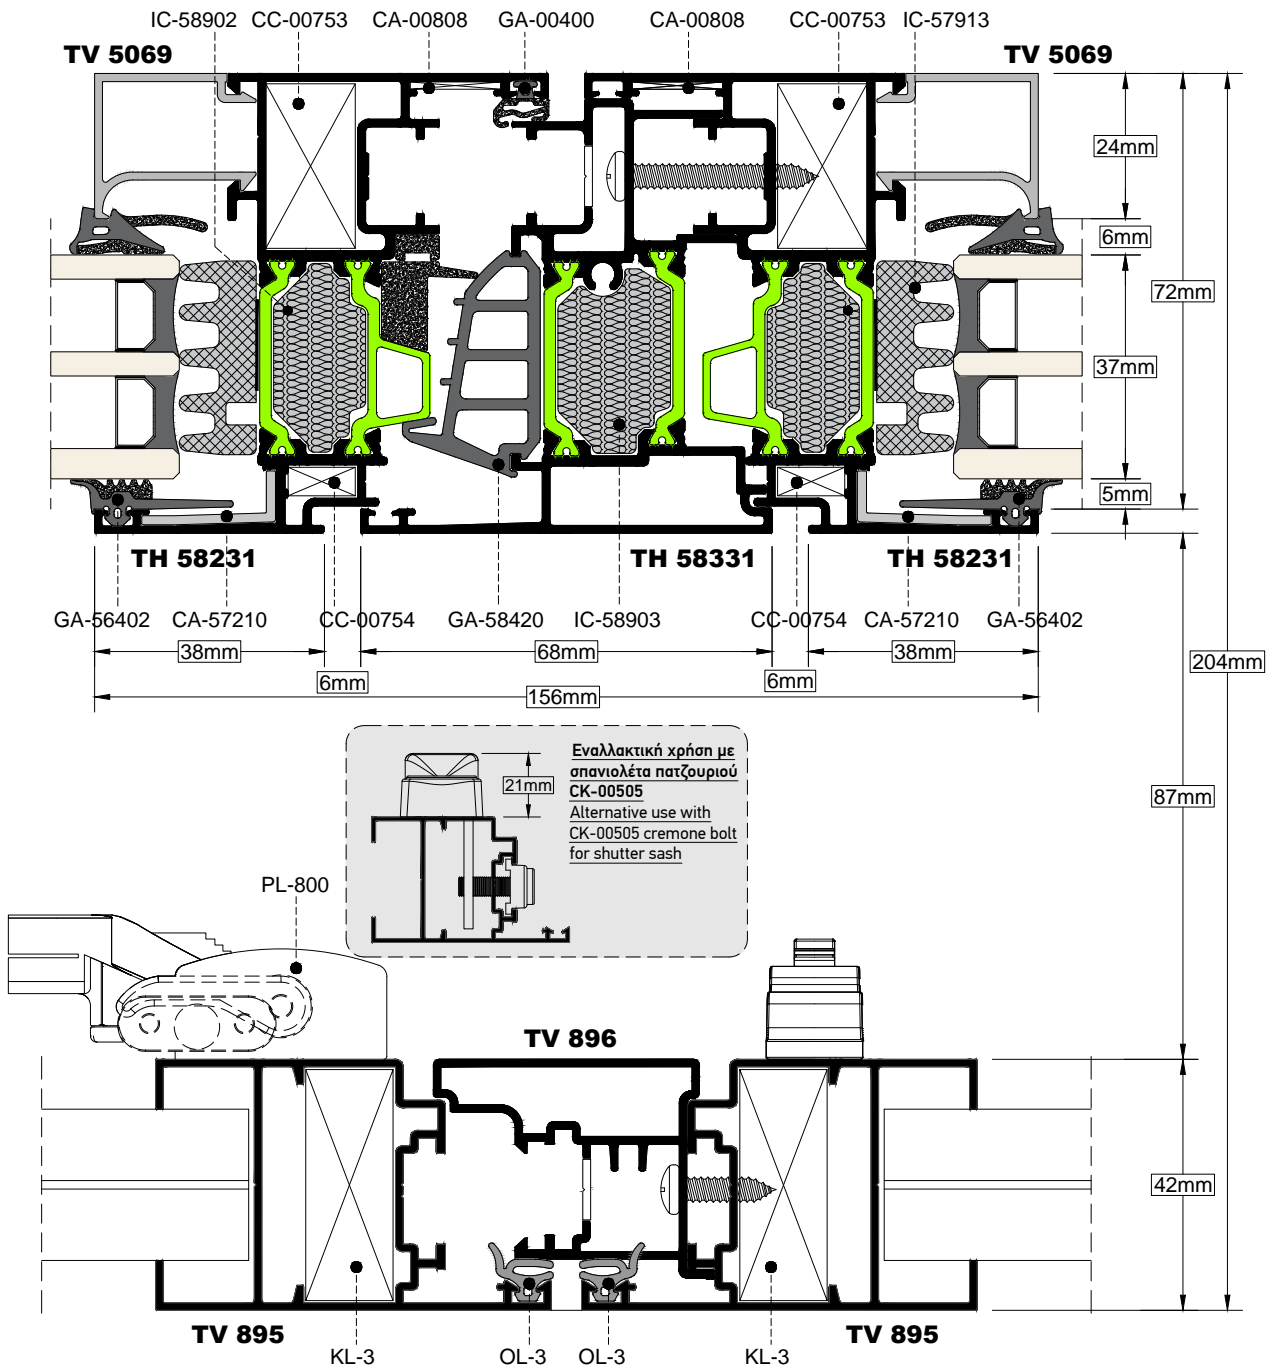 IC-58902 CC-00753 CA-00808 GA-00400 CA-00808 CC-00753 IC-57913
TV 5069 TV 5069
24mm
6mm
72mm
37mm
5mm
TH 58231 TH 58331 TH 58231
GA-56402 CA-57210 CC-00754 GA-58420 IC-58903 CC-00754 CA-57210 GA-56402
38mm 68mm 38mm
204mm
6mm 6mm
156mm
Εναλλακτική χρήση με
σπανιολέτα πατζουριού
CK-00505
Alternative use with
CK-00505 cremone bolt
for shutter sash
21mm
87mm
PL-800
TV 896
42mm
TV 895 TV 895
KL-3 OL-3 OL-3 KL-3